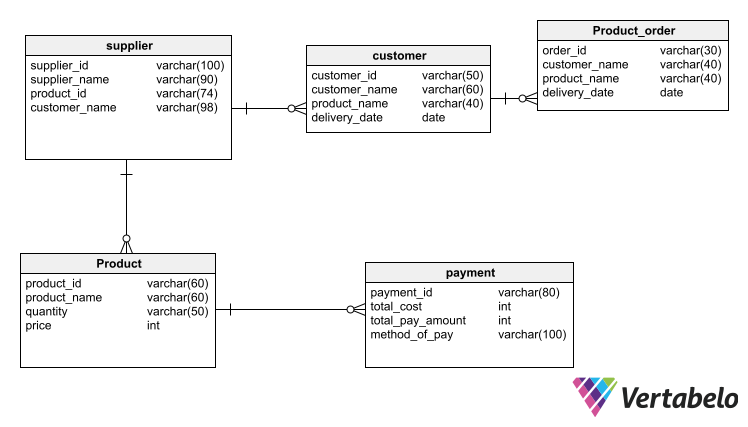 supplier
supplier_id varchar(100)
supplier_name varchar(90)
product_id varchar(74)
customer_name varchar(98)
customer
customer_id varchar(50)
customer_name varchar(60)
product_name varchar(40)
delivery_date date
Product_order
order_id varchar(30)
customer_name varchar(40)
product_name varchar(40)
delivery_date date
Product
product_id varchar(60)
product_name varchar(60)
quantity varchar(50)
price int
payment
payment_id varchar(80)
total_cost int
total_pay_amount int
method_of_pay varchar(100)
Vertabelo